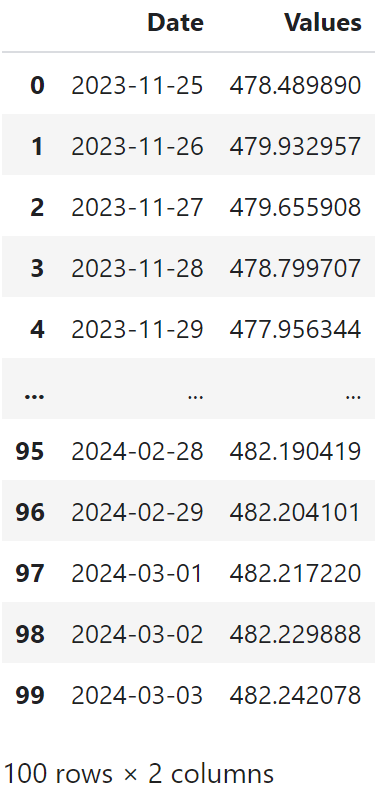 Date Values
0 2023-11-25 478.489890
1 2023-11-26 479.932957
2 2023-11-27 479.655908
3 2023-11-28 478.799707
4 2023-11-29 477.956344
... ... ...
95 2024-02-28 482.190419
96 2024-02-29 482.204101
97 2024-03-01 482.217220
98 2024-03-02 482.229888
99 2024-03-03 482.242078
100 rows × 2 columns